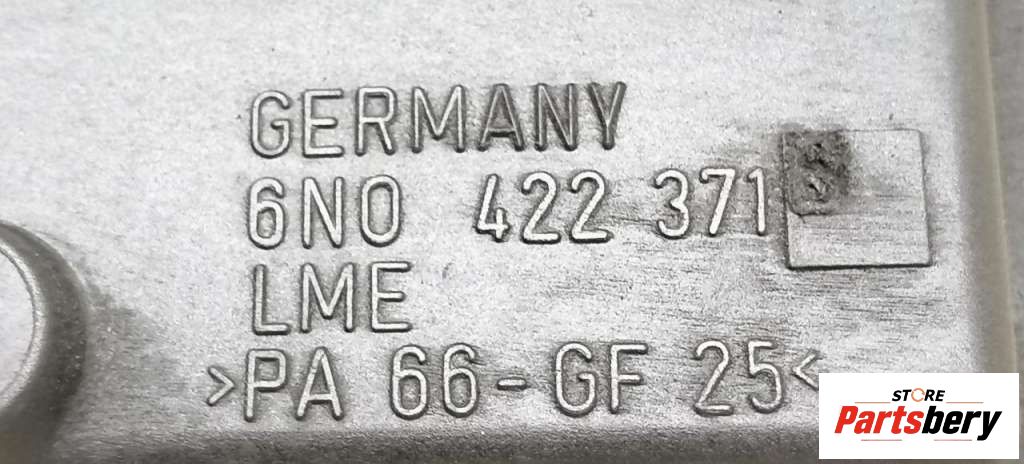 GERMANY
6N0 422 371
LME
>PA 66-GF 25<
STORE
Partsbery